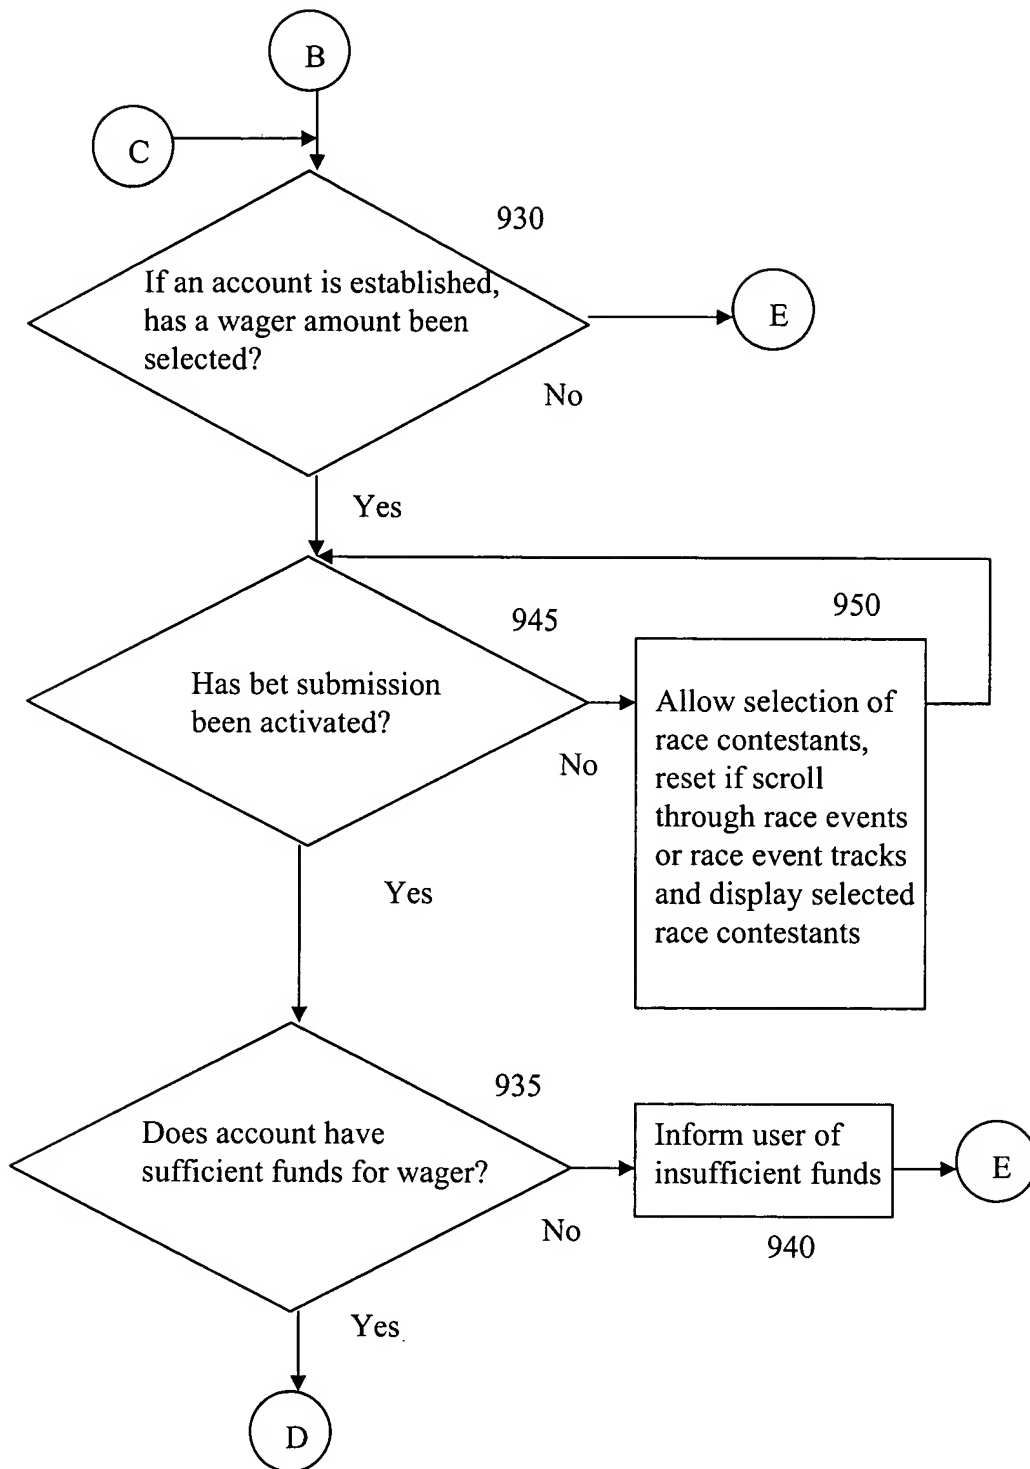 B
C
930
If an account is established,
has a wager amount been
selected?
E
No
Yes
945
950
Has bet submission
been activated?
Allow selection of
race contestants,
reset if scroll
through race events
or race event tracks
and display selected
race contestants
No
Yes
935
Does account have
sufficient funds for wager?
Inform user of
insufficient funds
E
No
940
Yes
D